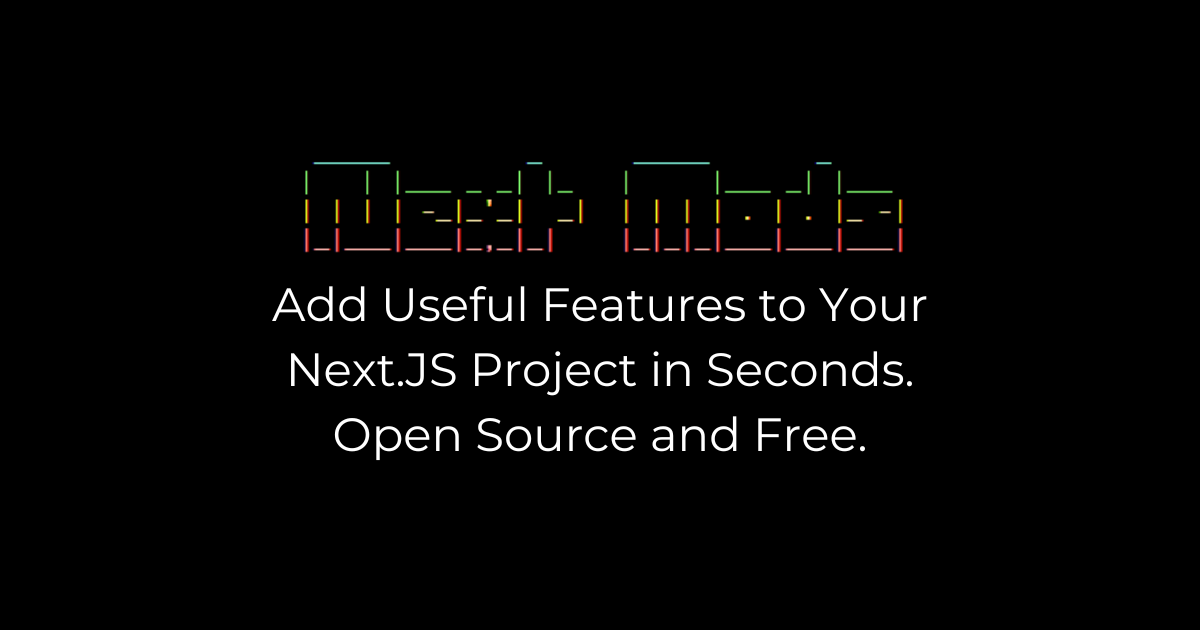 Next Mods
Add Useful Features to Your
Next.JS Project in Seconds.
Open Source and Free.